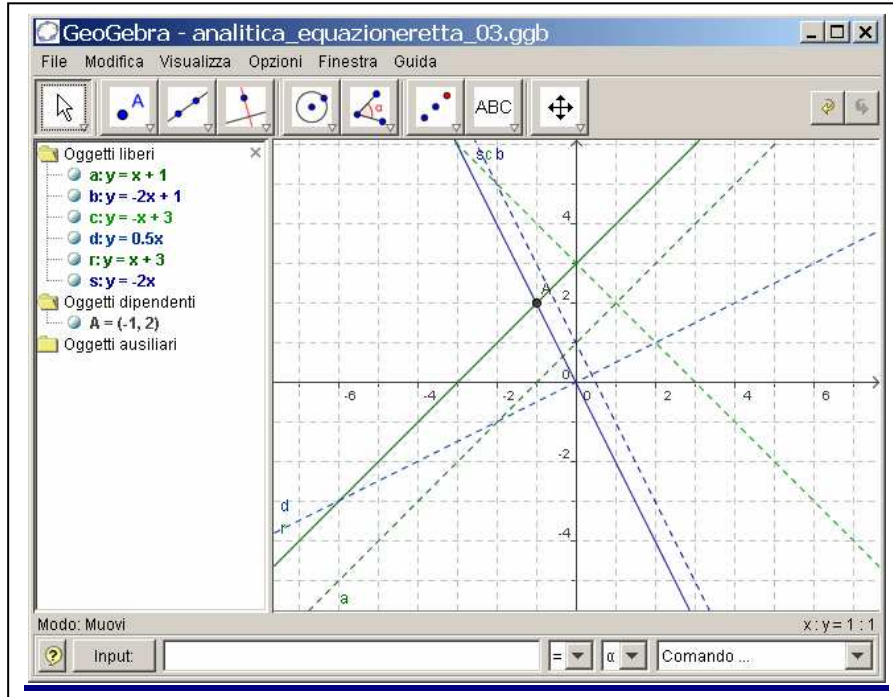 GeoGebra - analitica_equazioneretta_03.ggb
File Modifica Visualizza Opzioni Finestra Guida
A α ABC
Oggetti liberi
a: y = x + 1
b: y = -2x + 1
c: y = -x + 3
d: y = 0.5x
r: y = x + 3
s: y = -2x
Oggetti dipendenti
A = (-1, 2)
Oggetti ausiliari
s c b
4
A
2
0
-6 -4 -2 0 2 4 6
-2
d
r
-4
a
Modo: Muovi x : y = 1 : 1
? Input: = α Comando ...